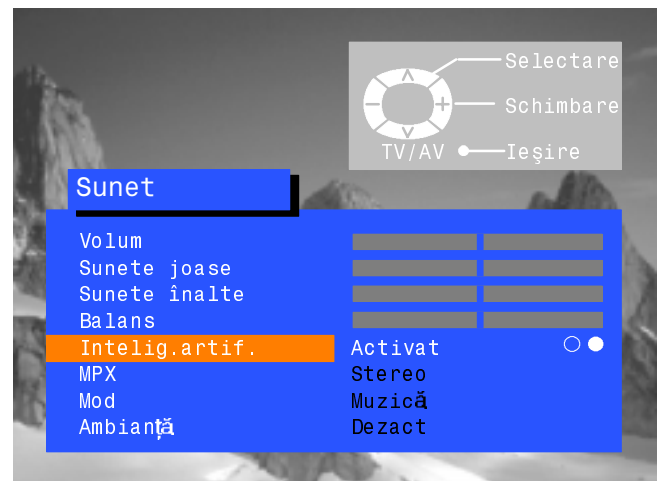 Selectare
Schimbare
TV/AV Ieşire
Sunet
Volum
Sunete joase
Sunete înalte
Balans
Intelig.artif. Activat
MPX Stereo
Mod Muzică
Ambianţă Dezact